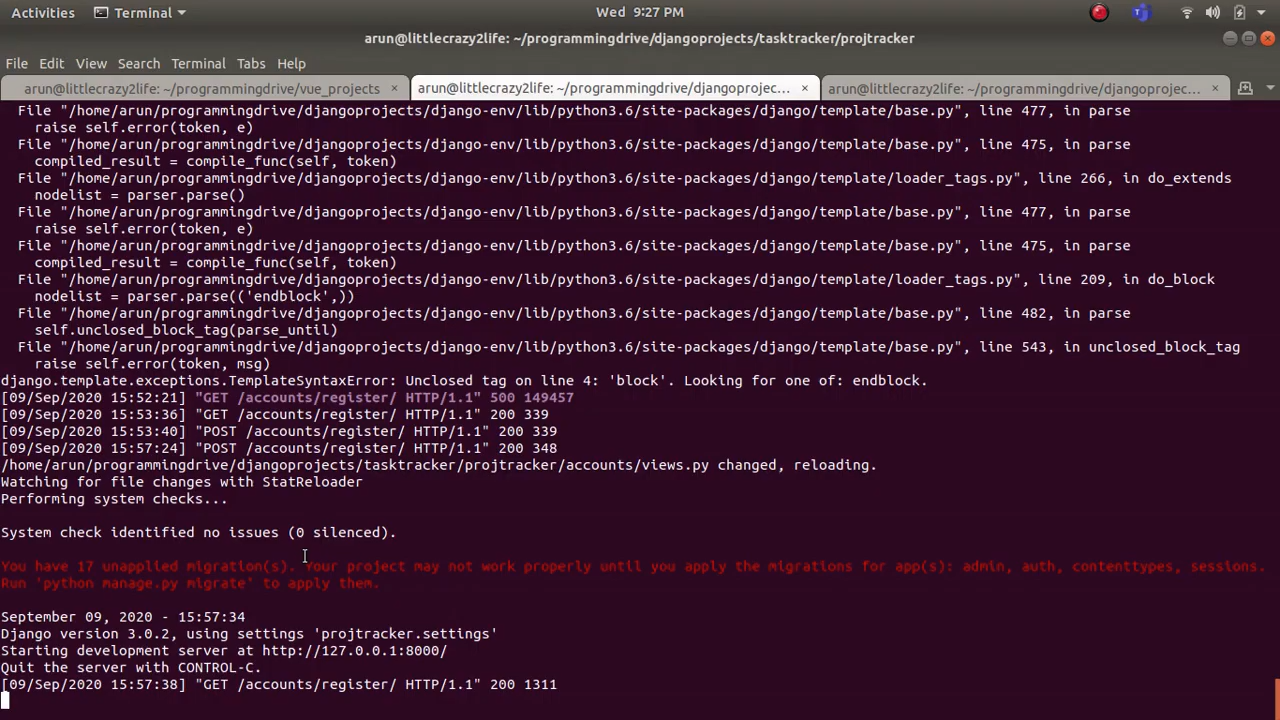 Activities Terminal Wed 9:27 PM
arun@littlecrazy2life: ~/programmingdrive/djangoprojects/tasktracker/projtracker
File Edit View Search Terminal Tabs Help
arun@littlecrazy2life: ~/programmingdrive/vue_projects × arun@littlecrazy2life: ~/programmingdrive/djangoprojec... × arun@littlecrazy2life: ~/programmingdrive/djangoprojec... ×
  File "/home/arun/programmingdrive/djangoprojects/django-env/lib/python3.6/site-packages/django/template/base.py", line 477, in parse
    raise self.error(token, e)
  File "/home/arun/programmingdrive/djangoprojects/django-env/lib/python3.6/site-packages/django/template/base.py", line 475, in parse
    compiled_result = compile_func(self, token)
  File "/home/arun/programmingdrive/djangoprojects/django-env/lib/python3.6/site-packages/django/template/loader_tags.py", line 266, in do_extends
    nodelist = parser.parse()
  File "/home/arun/programmingdrive/djangoprojects/django-env/lib/python3.6/site-packages/django/template/base.py", line 477, in parse
    raise self.error(token, e)
  File "/home/arun/programmingdrive/djangoprojects/django-env/lib/python3.6/site-packages/django/template/base.py", line 475, in parse
    compiled_result = compile_func(self, token)
  File "/home/arun/programmingdrive/djangoprojects/django-env/lib/python3.6/site-packages/django/template/loader_tags.py", line 209, in do_block
    nodelist = parser.parse(('endblock',))
  File "/home/arun/programmingdrive/djangoprojects/django-env/lib/python3.6/site-packages/django/template/base.py", line 482, in parse
    self.unclosed_block_tag(parse_until)
  File "/home/arun/programmingdrive/djangoprojects/django-env/lib/python3.6/site-packages/django/template/base.py", line 543, in unclosed_block_tag
    raise self.error(token, msg)
django.template.exceptions.TemplateSyntaxError: Unclosed tag on line 4: 'block'. Looking for one of: endblock.
[09/Sep/2020 15:52:21] "GET /accounts/register/ HTTP/1.1" 500 149457
[09/Sep/2020 15:53:36] "GET /accounts/register/ HTTP/1.1" 200 339
[09/Sep/2020 15:53:40] "POST /accounts/register/ HTTP/1.1" 200 339
[09/Sep/2020 15:57:24] "POST /accounts/register/ HTTP/1.1" 200 348
/home/arun/programmingdrive/djangoprojects/tasktracker/projtracker/accounts/views.py changed, reloading.
Watching for file changes with StatReloader
Performing system checks...
System check identified no issues (0 silenced).
You have 17 unapplied migration(s). Your project may not work properly until you apply the migrations for app(s): admin, auth, contenttypes, sessions.
Run 'python manage.py migrate' to apply them.
September 09, 2020 - 15:57:34
Django version 3.0.2, using settings 'projtracker.settings'
Starting development server at http://127.0.0.1:8000/
Quit the server with CONTROL-C.
[09/Sep/2020 15:57:38] "GET /accounts/register/ HTTP/1.1" 200 1311